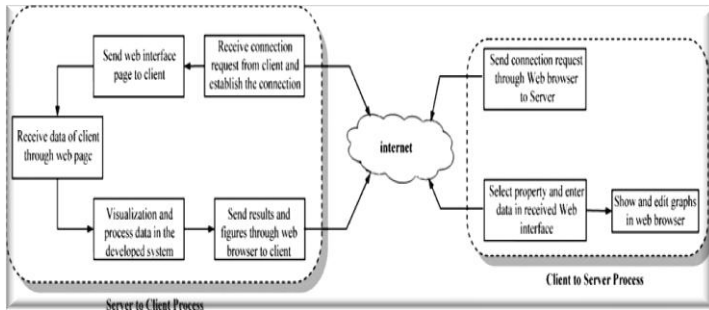 Send web interface
page to client
Receive connection
request from client and
establish the connection
Receive data of client
through web page
Visualization and
process data in the
developed system
Send results and
figures through web
browser to client
Server to Client Process
internet
Send connection request
through Web browser
to Server
Select property and enter
data in received Web
interface
Show and edit graphs
in web browser
Client to Server Process